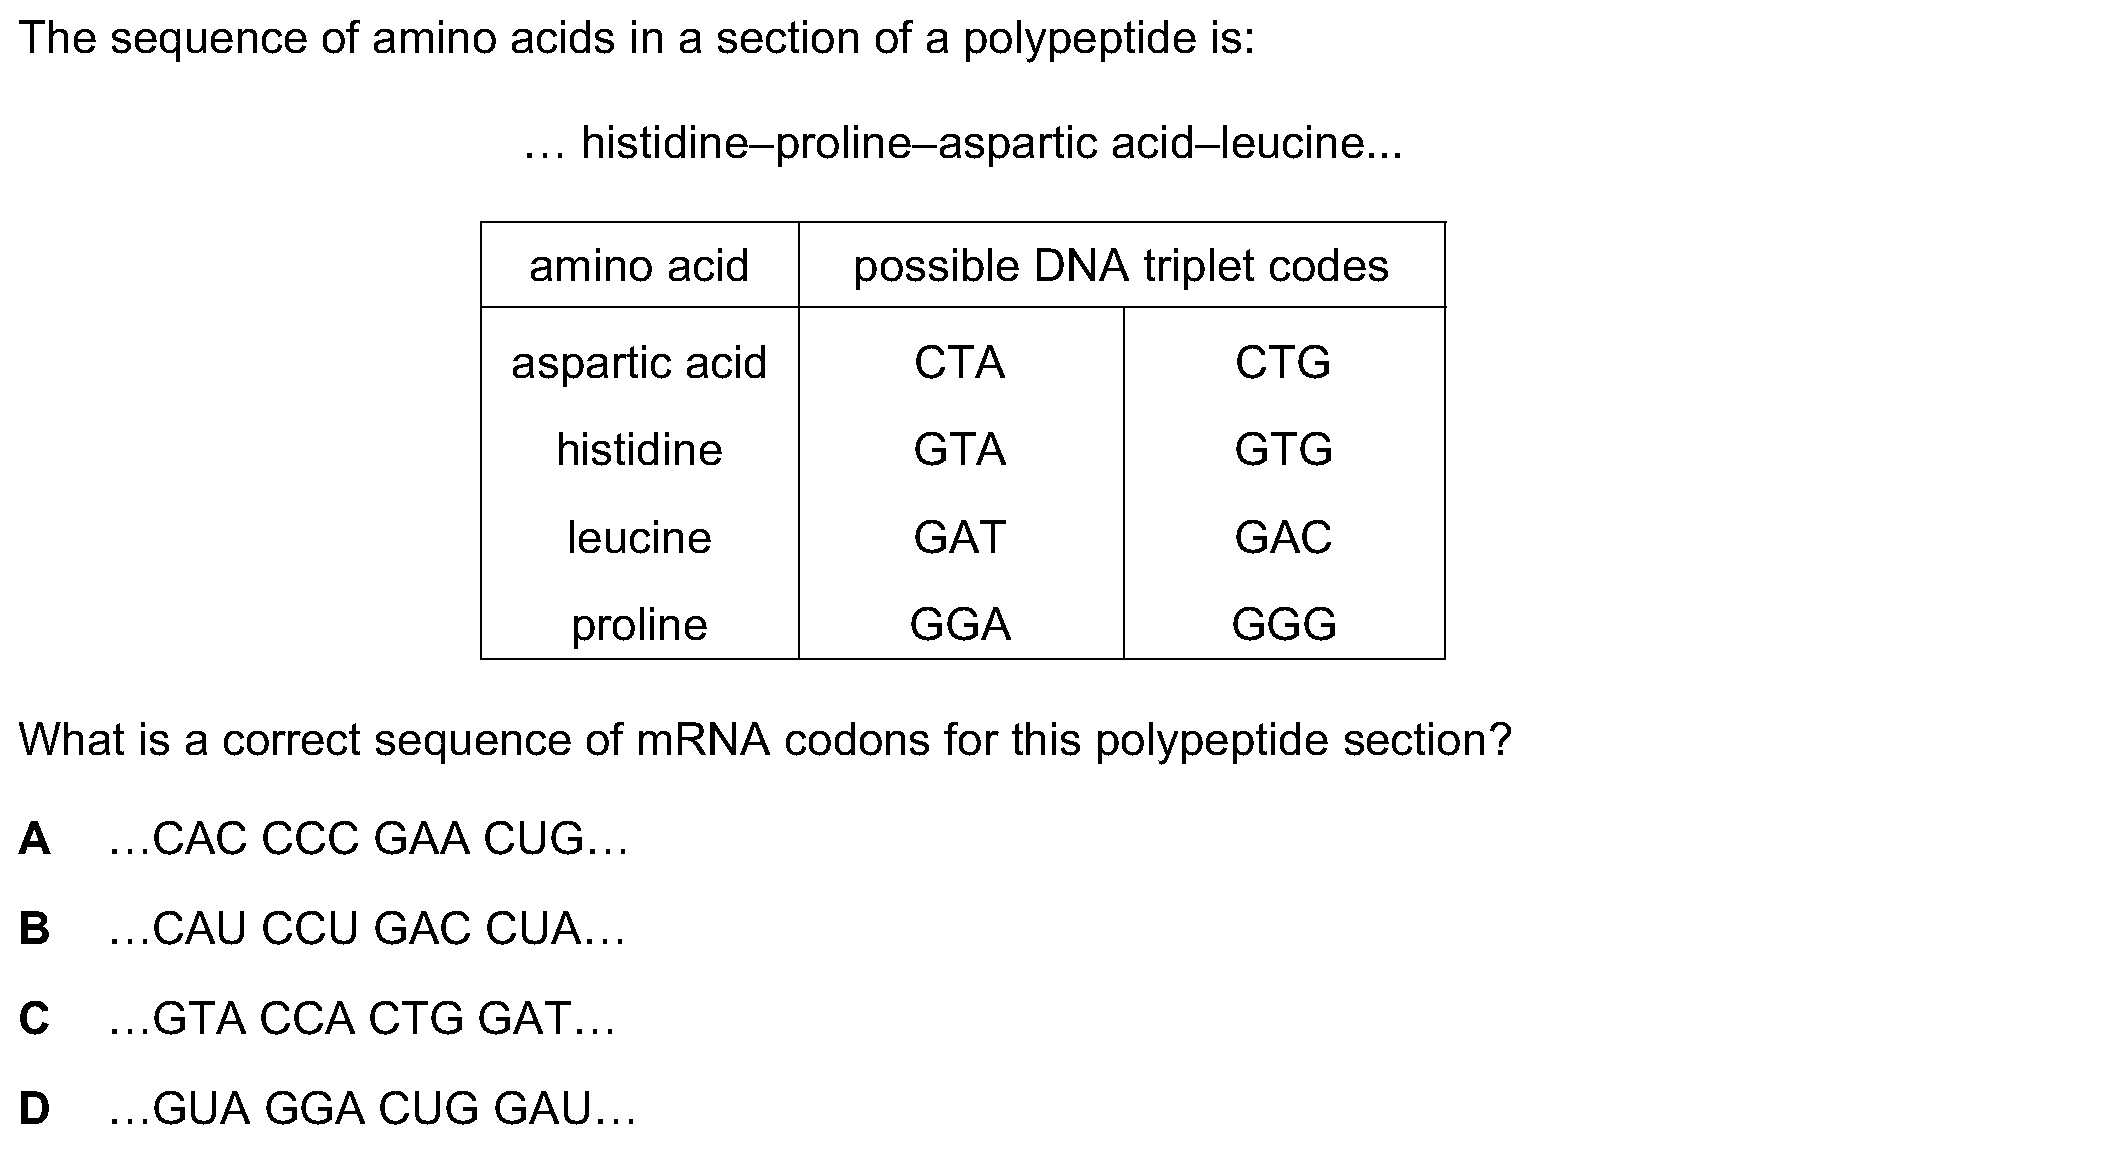 The sequence of amino acids in a section of a polypeptide is:
… histidine–proline–aspartic acid–leucine...
amino acid possible DNA triplet codes
aspartic acid CTA CTG
histidine GTA GTG
leucine GAT GAC
proline GGA GGG
What is a correct sequence of mRNA codons for this polypeptide section?
A …CAC CCC GAA CUG…
B …CAU CCU GAC CUA…
C …GTA CCA CTG GAT…
D …GUA GGA CUG GAU…